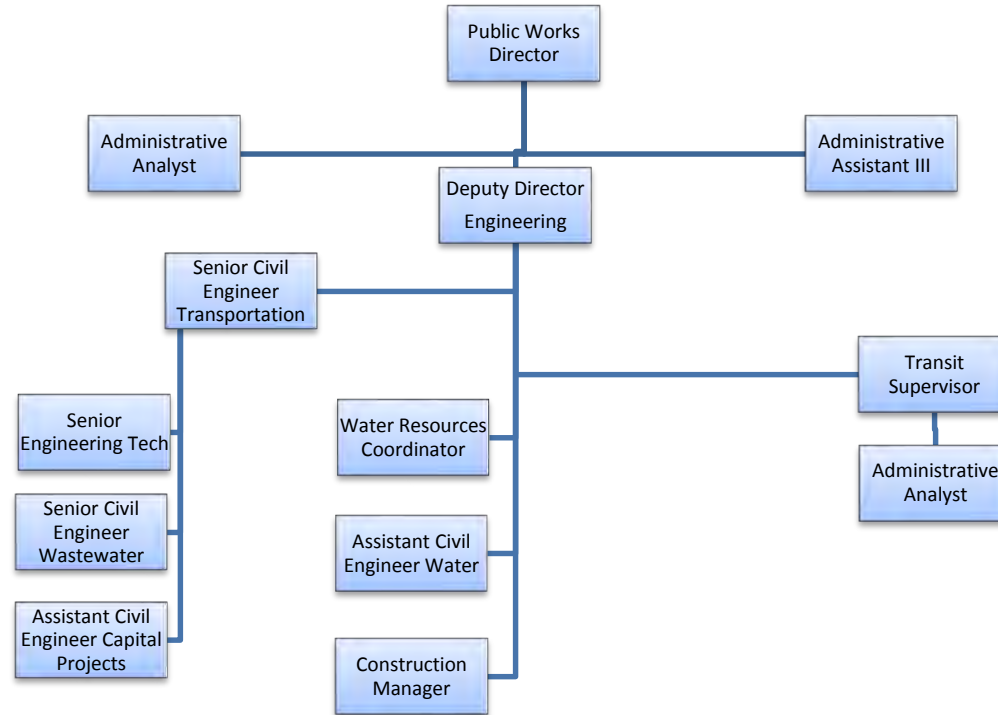 Public Works
Director
Administrative
Analyst
Administrative
Assistant III
Deputy Director
Engineering
Senior Civil
Engineer
Transportation
Transit
Supervisor
Senior
Engineering Tech
Water Resources
Coordinator
Administrative
Analyst
Senior Civil
Engineer
Wastewater
Assistant Civil
Engineer Water
Assistant Civil
Engineer Capital
Projects
Construction
Manager